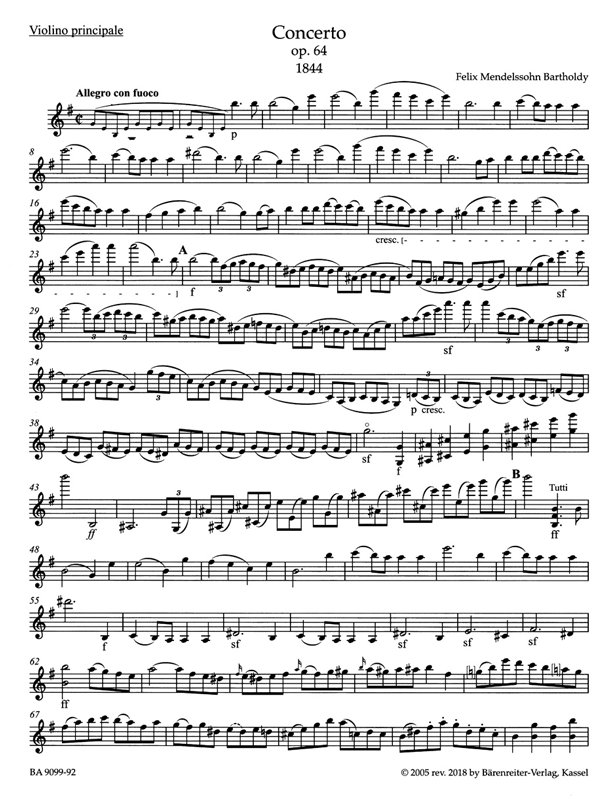 Violino principale
Concerto
op. 64
1844
Felix Mendelssohn Bartholdy
Allegro con fuoco
p
8
16
cresc. [
23
A
] f
3 3
sf
29
3 3
3 3
sf
34
3 3
p cresc.
38
sf
f
43
3 3
B
Tutti
ff
ff
48
55
f
sf
sf
sf
62
ff
67
BA 9099-92
© 2005 rev. 2018 by Bärenreiter-Verlag, Kassel